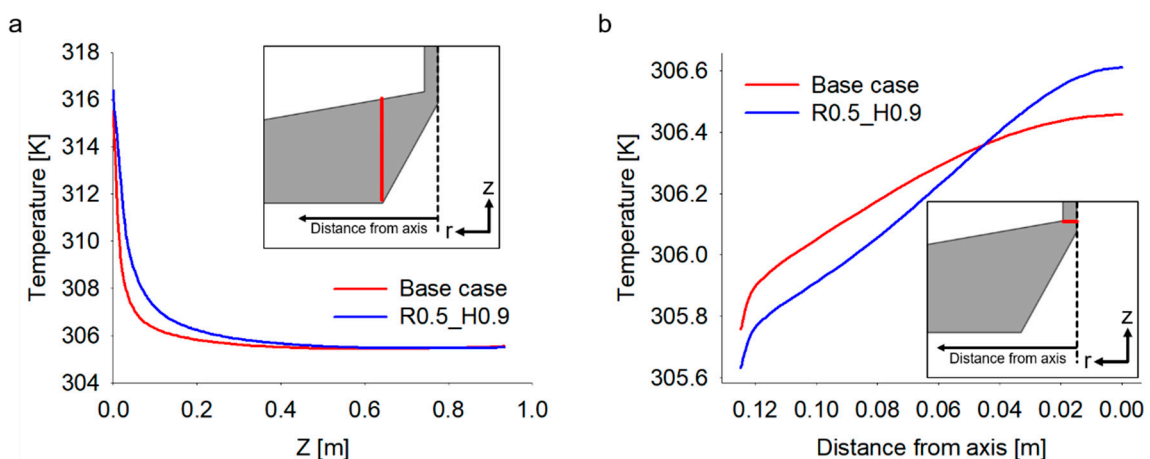 a
318
316
314
312
310
308
306
304
Temperature [K]
0.0
0.2
0.4
0.6
0.8
1.0
Z [m]
Distance from axis
r
z
Base case
R0.5_H0.9
b
306.6
306.4
306.2
306.0
305.8
305.6
Temperature [K]
Base case
R0.5_H0.9
Distance from axis
r
z
0.12
0.10
0.08
0.06
0.04
0.02
0.00
Distance from axis [m]